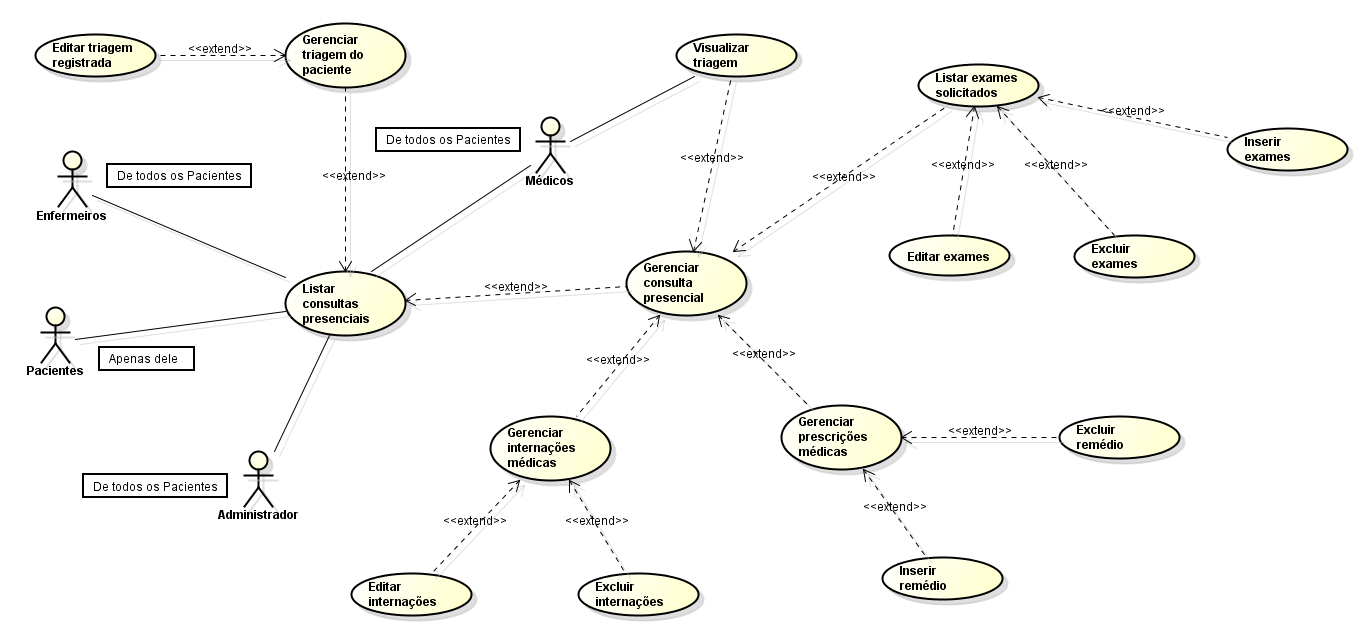 Editar triagem
registrada
<<extend>>
Gerenciar
triagem do
paciente
Visualizar
triagem
Listar exames
solicitados
<<extend>>
Inserir
exames
De todos os Pacientes
Médicos
<<extend>>
<<extend>>
<<extend>>
<<extend>>
<<extend>>
De todos os Pacientes
Enfermeiros
Editar exames
Excluir
exames
Listar
consultas
presenciais
<<extend>>
Gerenciar
consulta
presencial
Pacientes
Apenas dele
<<extend>>
<<extend>>
Gerenciar
internações
médicas
Gerenciar
prescrições
médicas
<<extend>>
Excluir
remédio
De todos os Pacientes
Administrador
<<extend>>
<<extend>>
<<extend>>
Editar
internações
Excluir
internações
Inserir
remédio